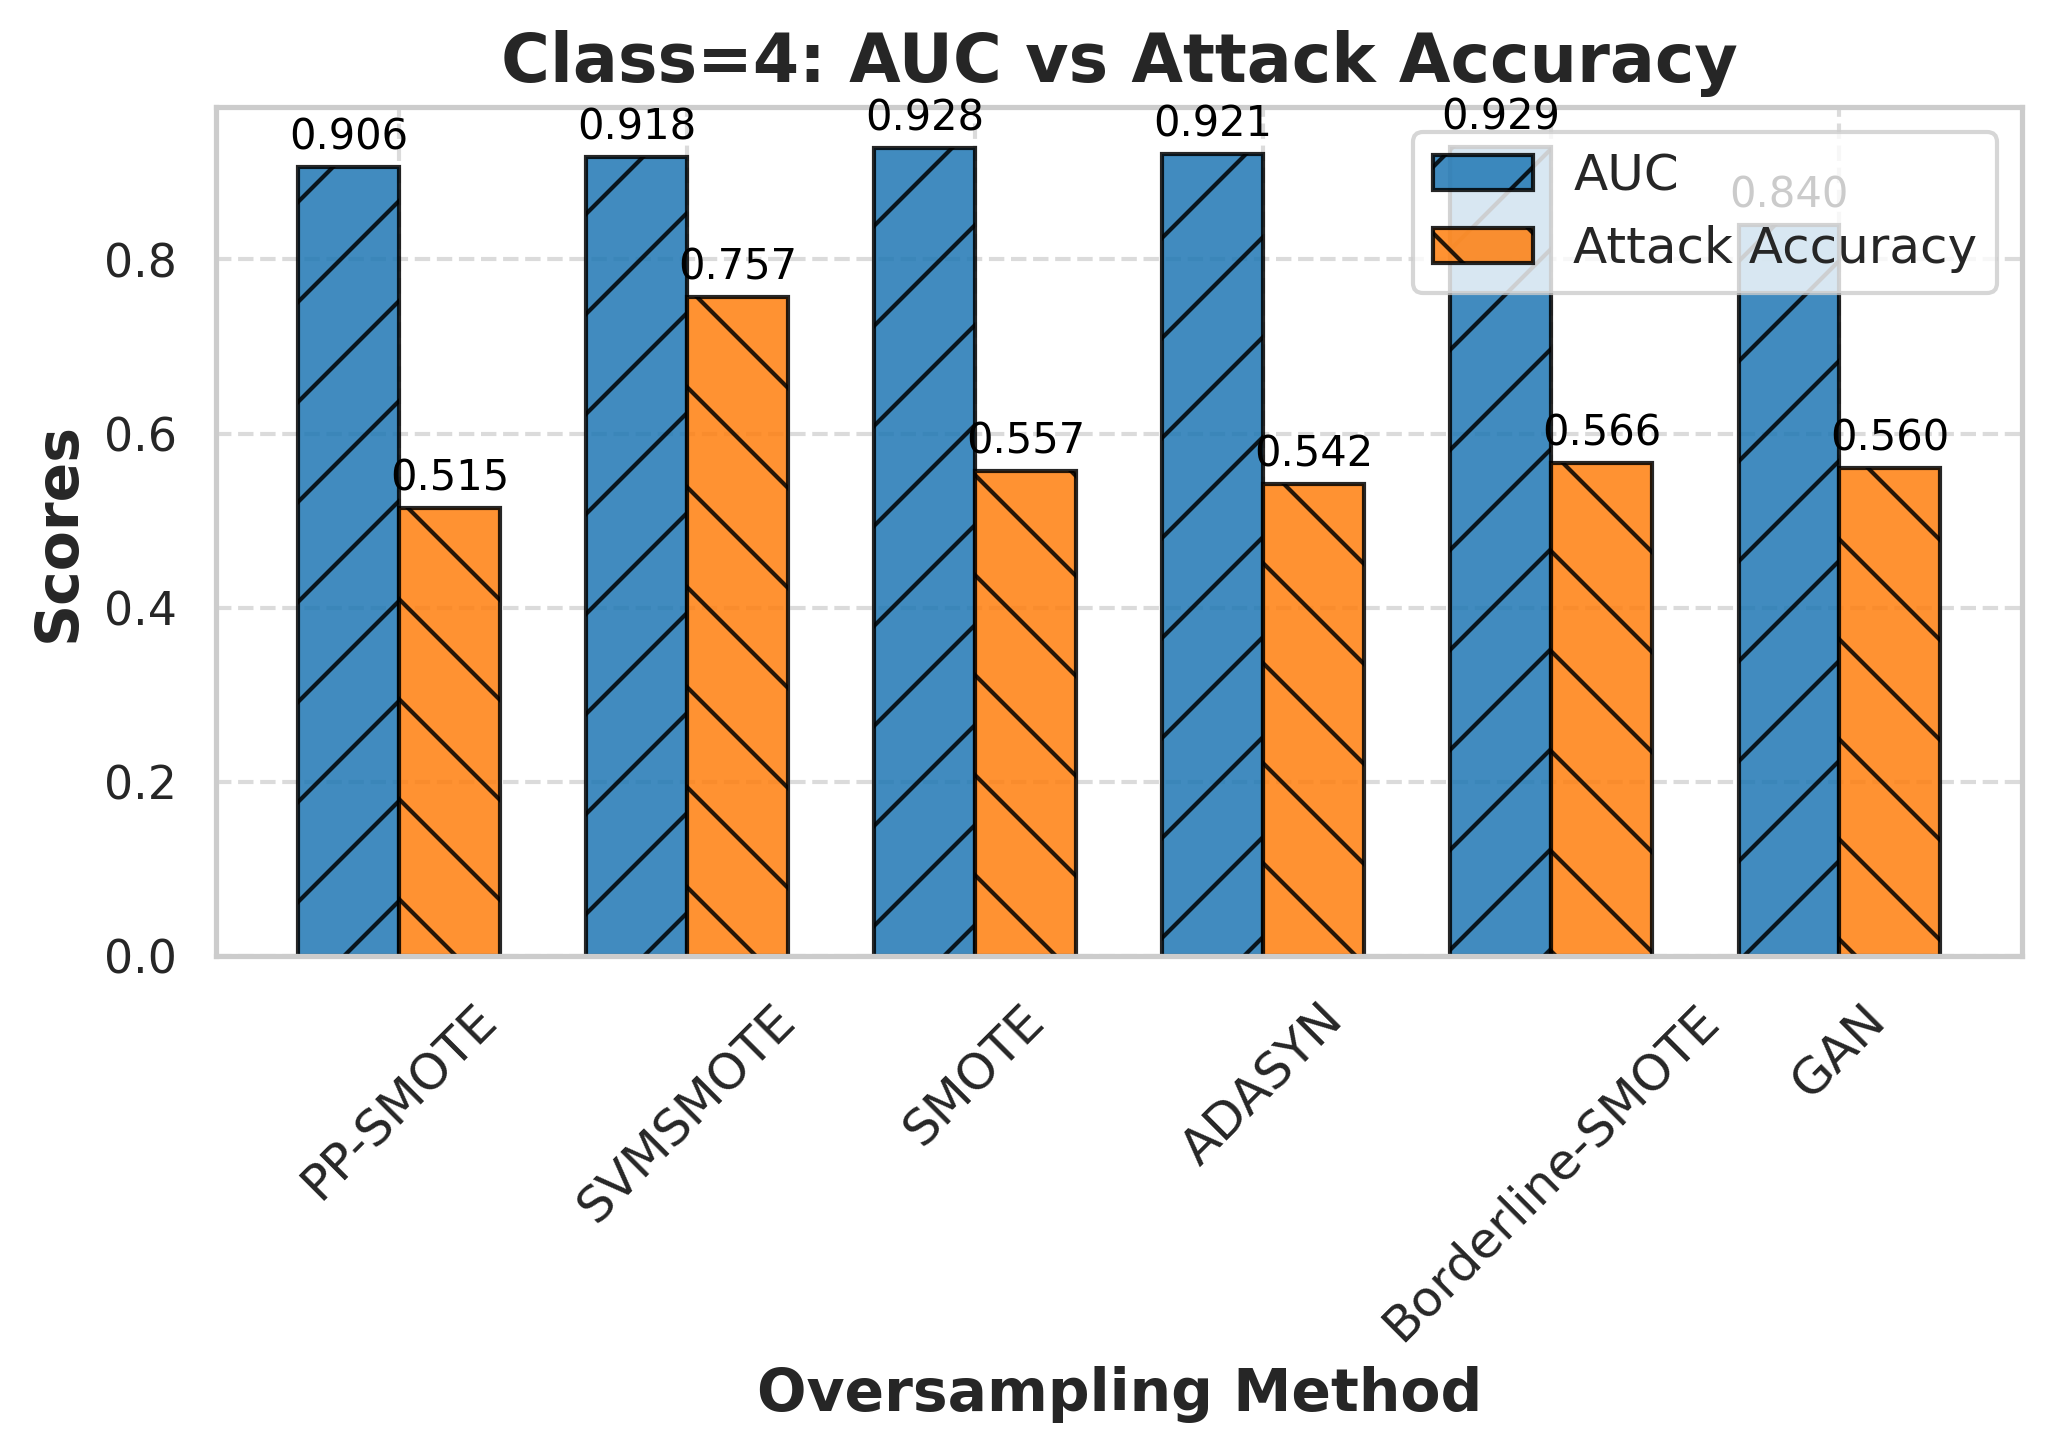 Class=4: AUC vs Attack Accuracy
0.906
0.918
0.928
0.921
0.929
0.840
0.515
0.757
0.557
0.542
0.566
0.560
AUC
Attack Accuracy
Scores
0.8
0.6
0.4
0.2
0.0
PP-SMOTE
SVMSMOTE
SMOTE
ADASYN
Borderline-SMOTE
GAN
Oversampling Method